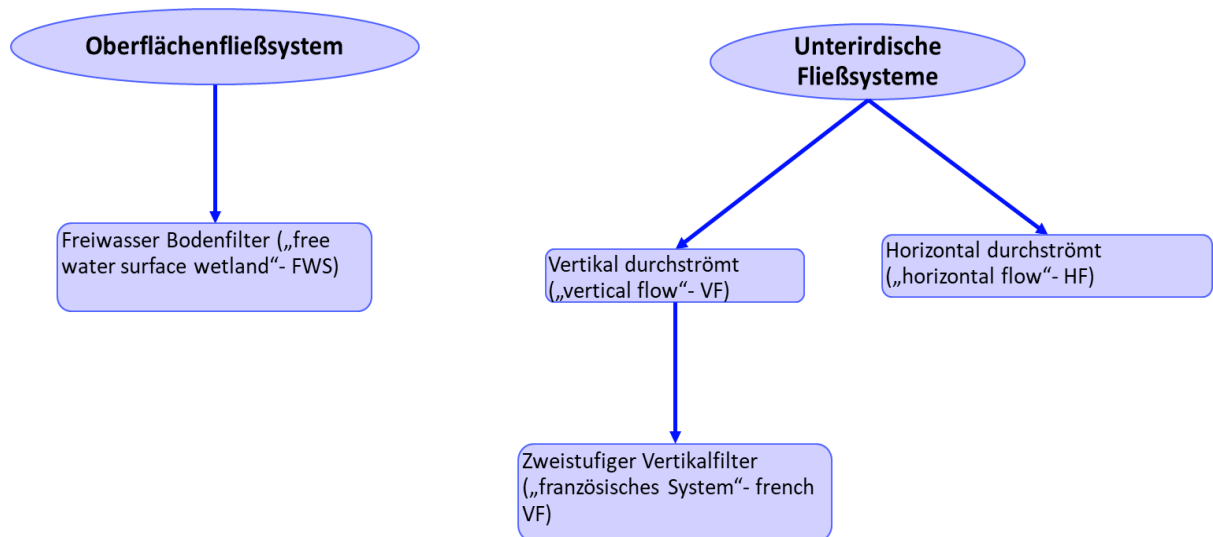 Oberflächenfließsystem
Unterirdische
Fließsysteme
Freiwasser Bodenfilter („free
water surface wetland“- FWS)
Vertikal durchströmt
(„vertical flow“- VF)
Horizontal durchströmt
(„horizontal flow“- HF)
Zweistufiger Vertikalfilter
(„französisches System“- french
VF)